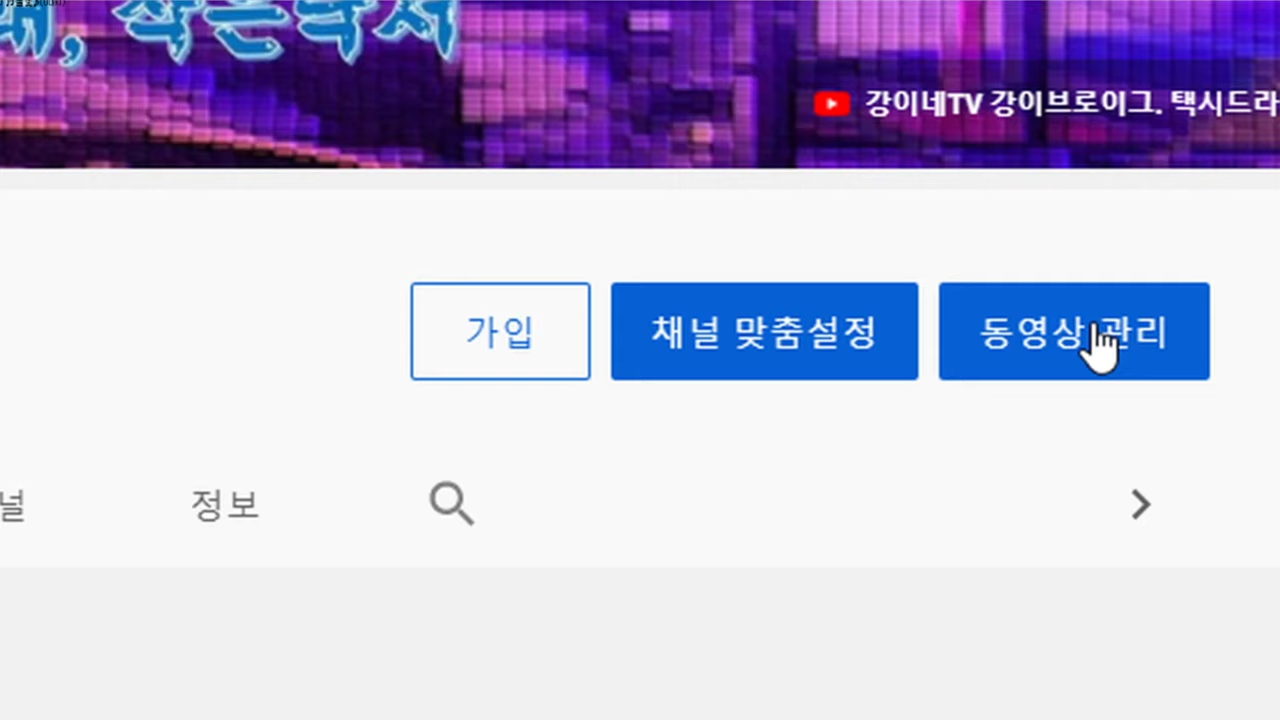 강이네TV 강이브로이그. 택시드라
가입
채널 맞춤설정
동영상 관리
널
정보